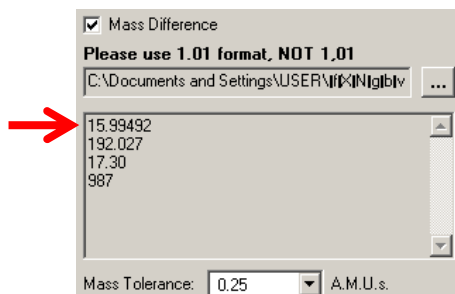 Mass Difference
Please use 1.01 format, NOT 1,01
C:\Documents and Settings\USER\ ...
15.99492
192.027
17.30
987
Mass Tolerance: 0.25 A.M.U.s.